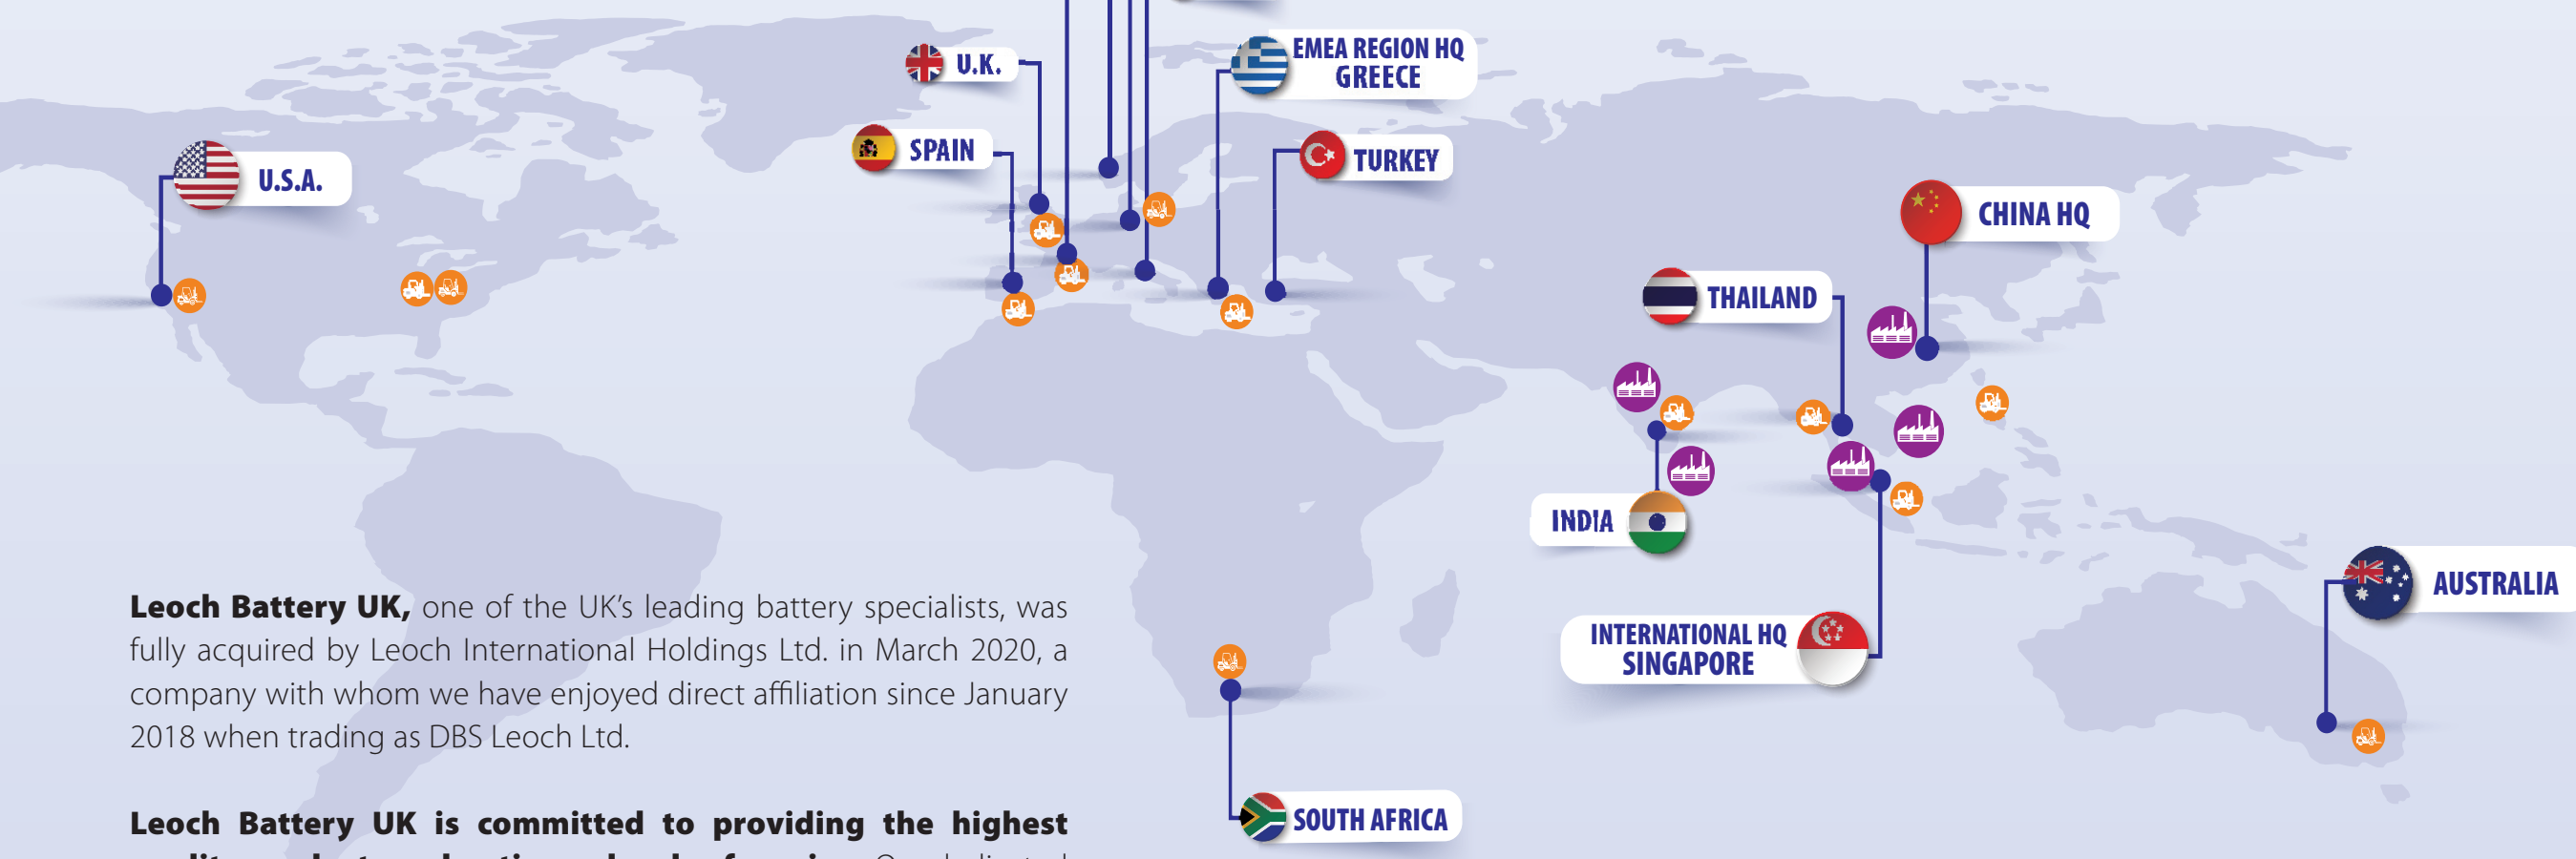 EMEA REGION HQ
GREECE
U.K.
SPAIN
TURKEY
U.S.A.
CHINA HQ
THAILAND
INDIA
AUSTRALIA
INTERNATIONAL HQ
SINGAPORE
SOUTH AFRICA
Leoch Battery UK, one of the UK’s leading battery specialists, was
fully acquired by Leoch International Holdings Ltd. in March 2020, a
company with whom we have enjoyed direct affiliation since January
2018 when trading as DBS Leoch Ltd.
Leoch Battery UK is committed to providing the highest